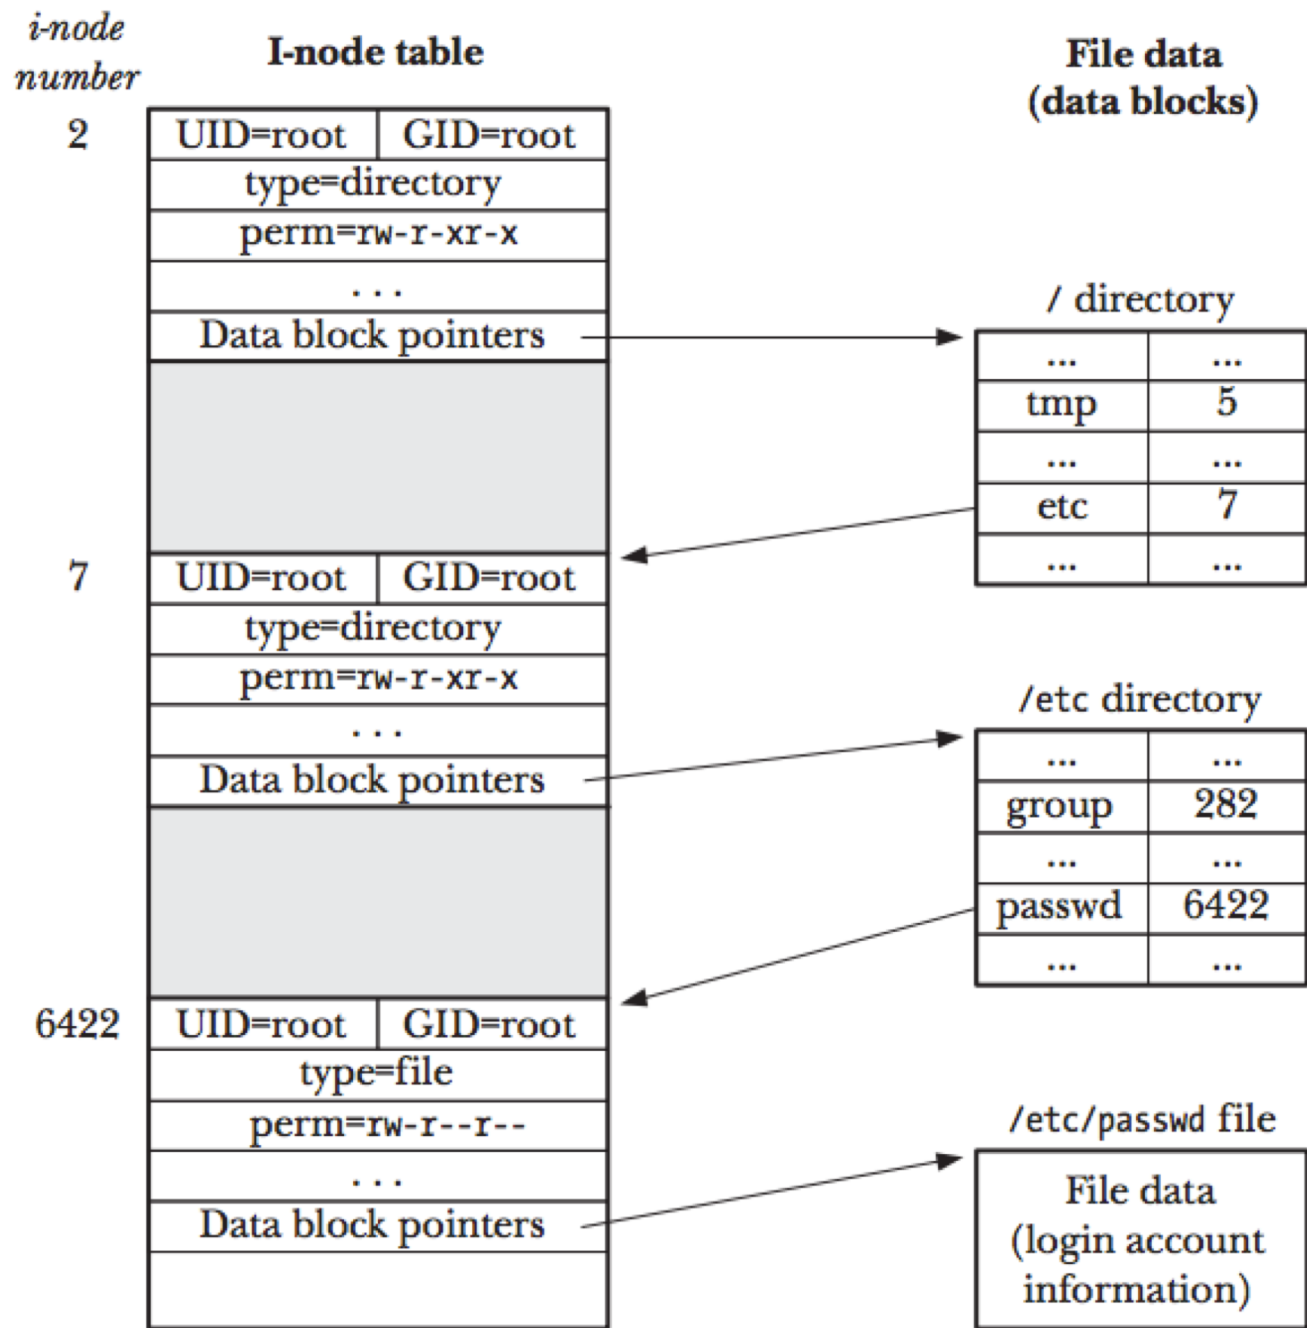 i-node
number
I-node table
File data
(data blocks)
2
UID=root GID=root
type=directory
perm=rw-r-xr-x
. . .
Data block pointers
/ directory
... ...
tmp 5
... ...
etc 7
... ...
7
UID=root GID=root
type=directory
perm=rw-r-xr-x
. . .
Data block pointers
/etc directory
... ...
group 282
... ...
passwd 6422
... ...
6422
UID=root GID=root
type=file
perm=rw-r--r--
. . .
Data block pointers
/etc/passwd file
File data
(login account
information)